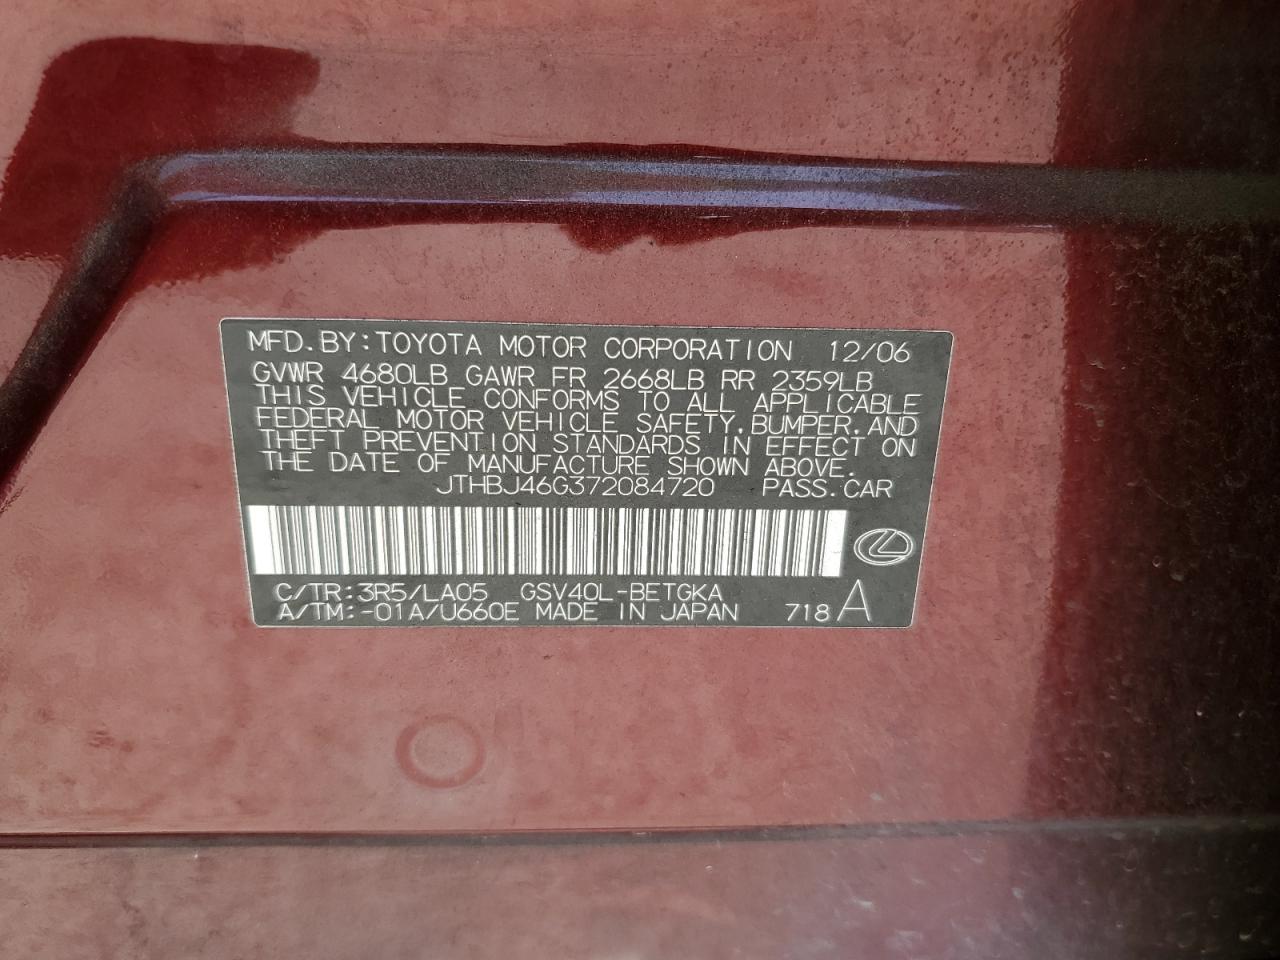 MFD. BY: TOYOTA MOTOR CORPORATION 12/06
GVWR 4680LB GAWR FR 2668LB RR 2359LB
THIS VEHICLE CONFORMS TO ALL APPLICABLE
FEDERAL MOTOR VEHICLE SAFETY, BUMPER, AND
THEFT PREVENTION STANDARDS IN EFFECT ON
THE DATE OF MANUFACTURE SHOWN ABOVE.
JTHBJ46G372084720 PASS. CAR
C/TR: 3R5/LA05 GSV40L-BETGKA
A/TM: -01A/U660E MADE IN JAPAN 718 A